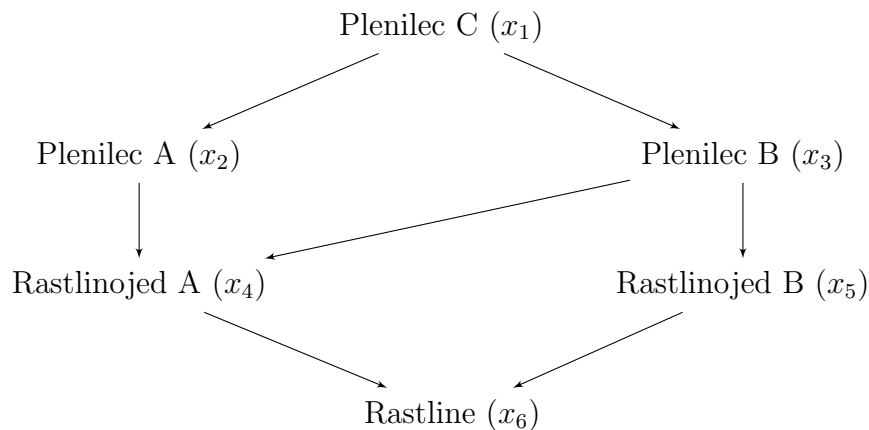 Plenilec C (x₁)
Plenilec A (x₂)
Plenilec B (x₃)
Rastlinojed A (x₄)
Rastlinojed B (x₅)
Rastline (x₆)